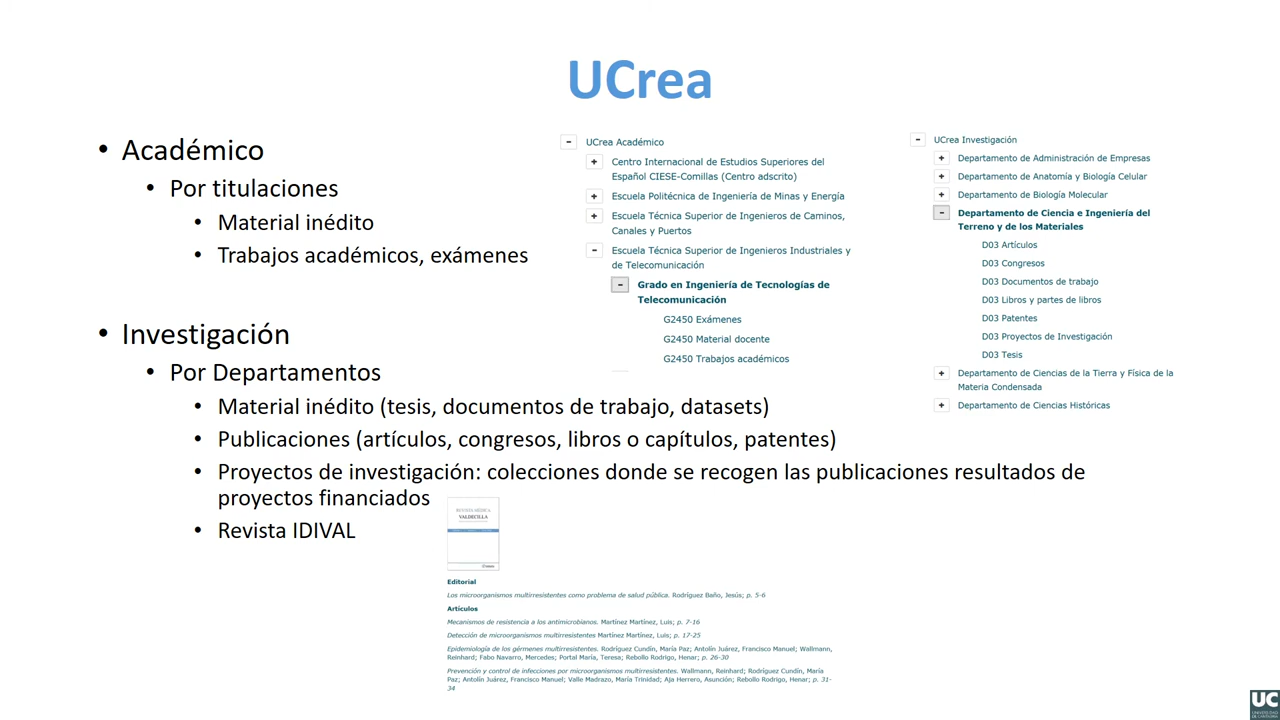 UCrea
• Académico
• Por titulaciones
• Material inédito
• Trabajos académicos, exámenes
• Investigación
• Por Departamentos
• Material inédito (tesis, documentos de trabajo, datasets)
• Publicaciones (artículos, congresos, libros o capítulos, patentes)
• Proyectos de investigación: colecciones donde se recogen las publicaciones resultados de
proyectos financiados
• Revista IDIVAL
UCrea Académico
Centro Internacional de Estudios Superiores del
Español CIESE-Comillas (Centro adscrito)
Escuela Politécnica de Ingeniería de Minas y Energía
Escuela Técnica Superior de Ingenieros de Caminos,
Canales y Puertos
Escuela Técnica Superior de Ingenieros Industriales y
de Telecomunicación
Grado en Ingeniería de Tecnologías de
Telecomunicación
G2450 Exámenes
G2450 Material docente
G2450 Trabajos académicos
UCrea Investigación
Departamento de Administración de Empresas
Departamento de Anatomía y Biología Celular
Departamento de Biología Molecular
Departamento de Ciencia e Ingeniería del
Terreno y de los Materiales
D03 Artículos
D03 Congresos
D03 Documentos de trabajo
D03 Libros y partes de libros
D03 Patentes
D03 Proyectos de Investigación
D03 Tesis
Departamento de Ciencias de la Tierra y Física de la
Materia Condensada
Departamento de Ciencias Históricas
REVISTA MÉDICA
VALDECILLA
Editorial
Los microorganismos multirresistentes como problema de salud pública. Rodríguez Baño, Jesús; p. 5-6
Artículos
Mecanismos de resistencia a los antimicrobianos. Martínez Martínez, Luis; p. 7-16
Detección de microorganismos multirresistentes Martínez Martínez, Luis; p. 17-25
Epidemiología de los gérmenes multirresistentes. Rodríguez Cundín, María Paz; Antolín Juárez, Francisco Manuel; Wallmann,
Reinhard; Fabo Navarro, Mercedes; Portal María, Teresa; Rebollo Rodrigo, Henar; p. 26-30
Prevención y control de infecciones por microorganismos multirresistentes. Wallmann, Reinhard; Rodríguez Cundín, María
Paz; Antolín Juárez, Francisco Manuel; Valle Madrazo, María Trinidad; Aja Herrero, Asunción; Rebollo Rodrigo, Henar; p. 31-
34
UC
UNIVERSIDAD
DE CANTABRIA